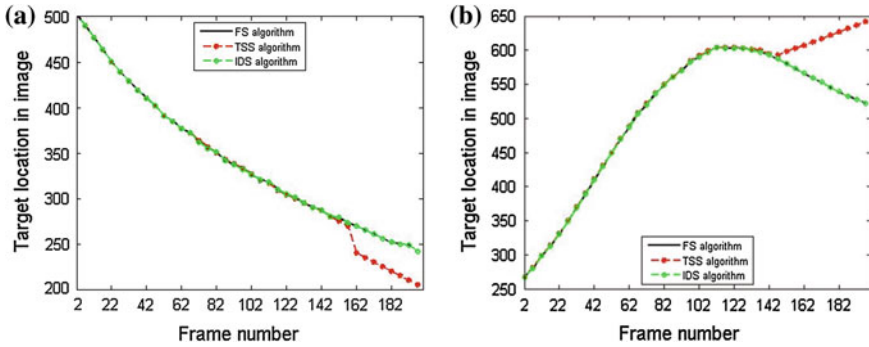 (a)
Target location in image
500
450
400
350
300
250
200
FS algorithm
TSS algorithm
IDS algorithm
2 22 42 62 82 102 122 142 162 182
Frame number
(b)
Target location in image
650
600
550
500
450
400
350
300
250
FS algorithm
TSS algorithm
IDS algorithm
2 22 42 62 82 102 122 142 162 182
Frame number